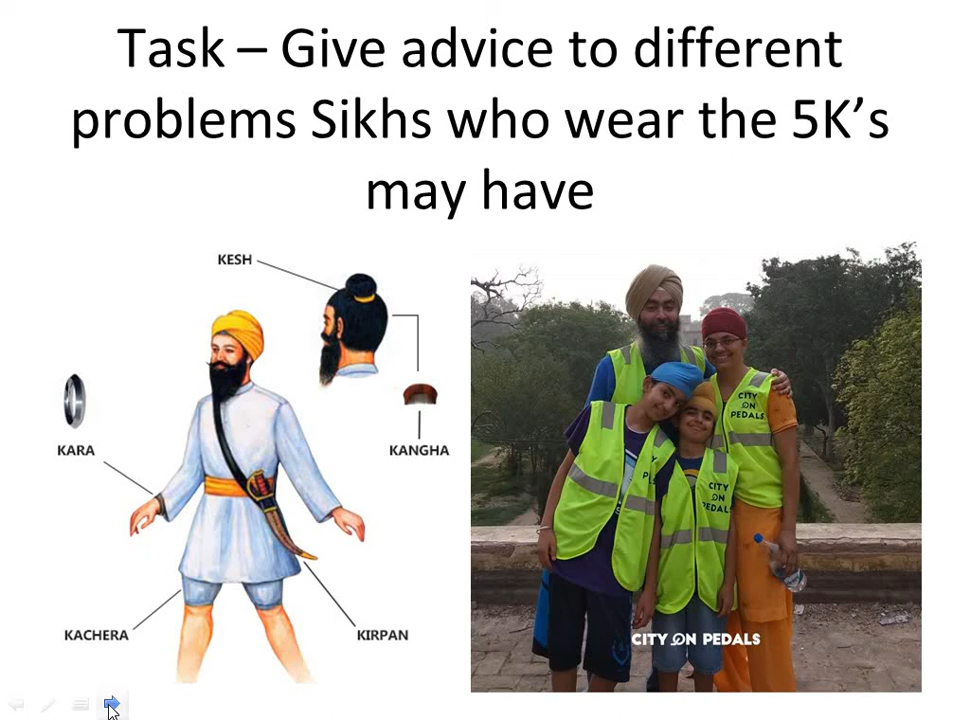 Task – Give advice to different
problems Sikhs who wear the 5K’s
may have
KESH
KARA
KANGHA
KACHERA
KIRPAN
CITY
ON
PEDALS
CITY
ON
PEDALS
CITY ON PEDALS